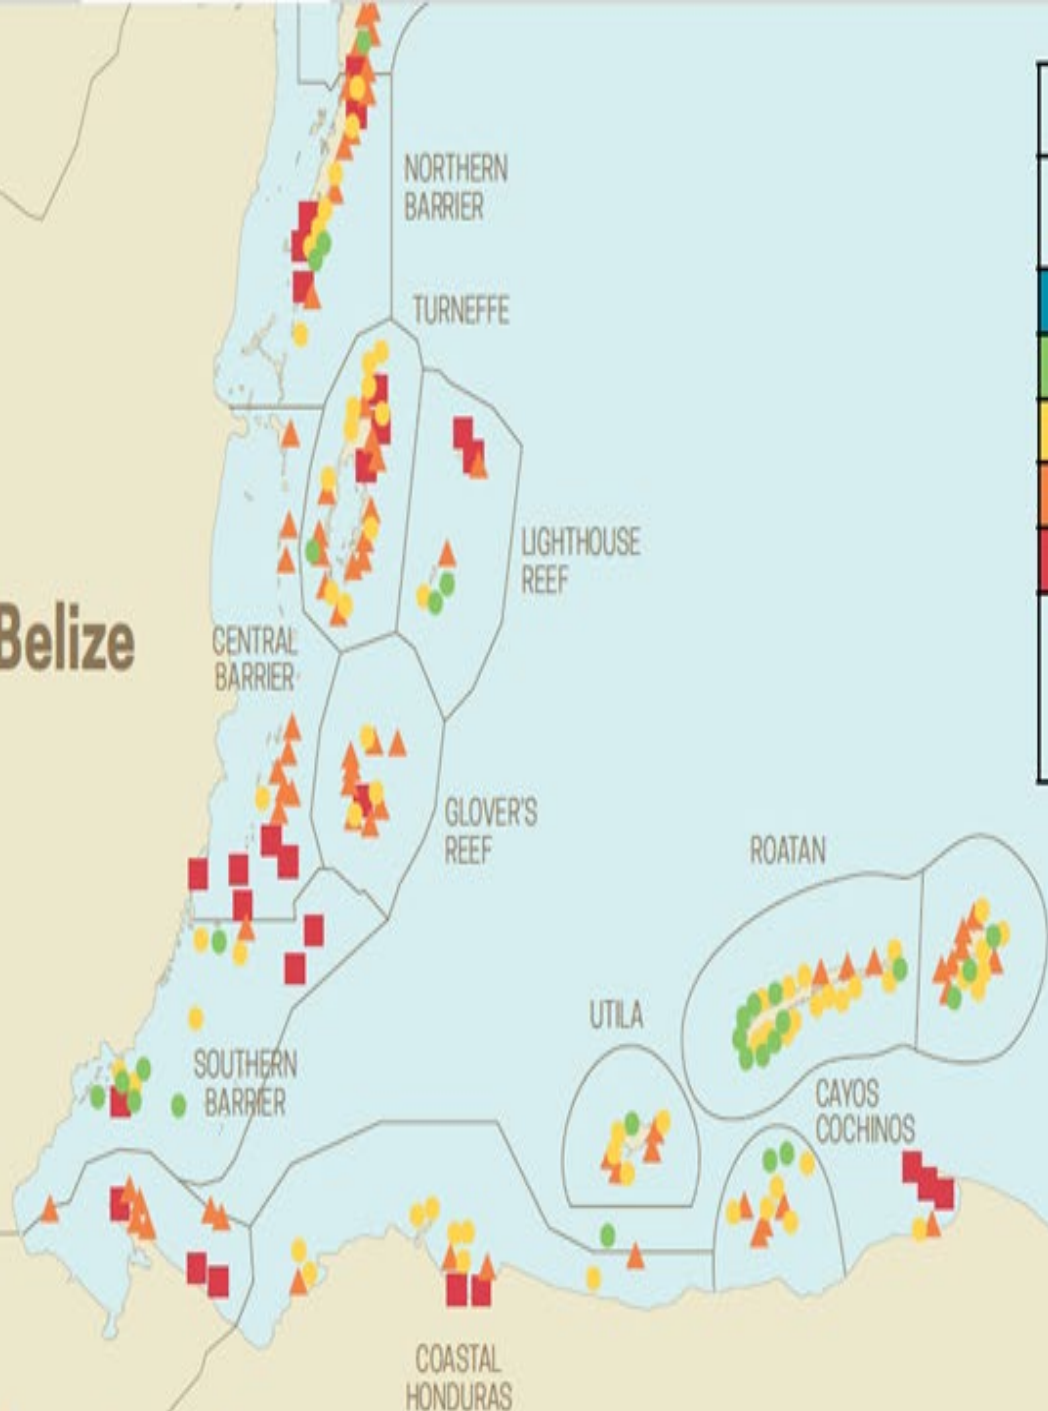 NORTHERN
BARRIER
TURNEFFE
LIGHTHOUSE
REEF
Belize
CENTRAL
BARRIER
GLOVER'S
REEF
ROATAN
UTILA
SOUTHERN
BARRIER
CAYOS
COCHINOS
COASTAL
HONDURAS